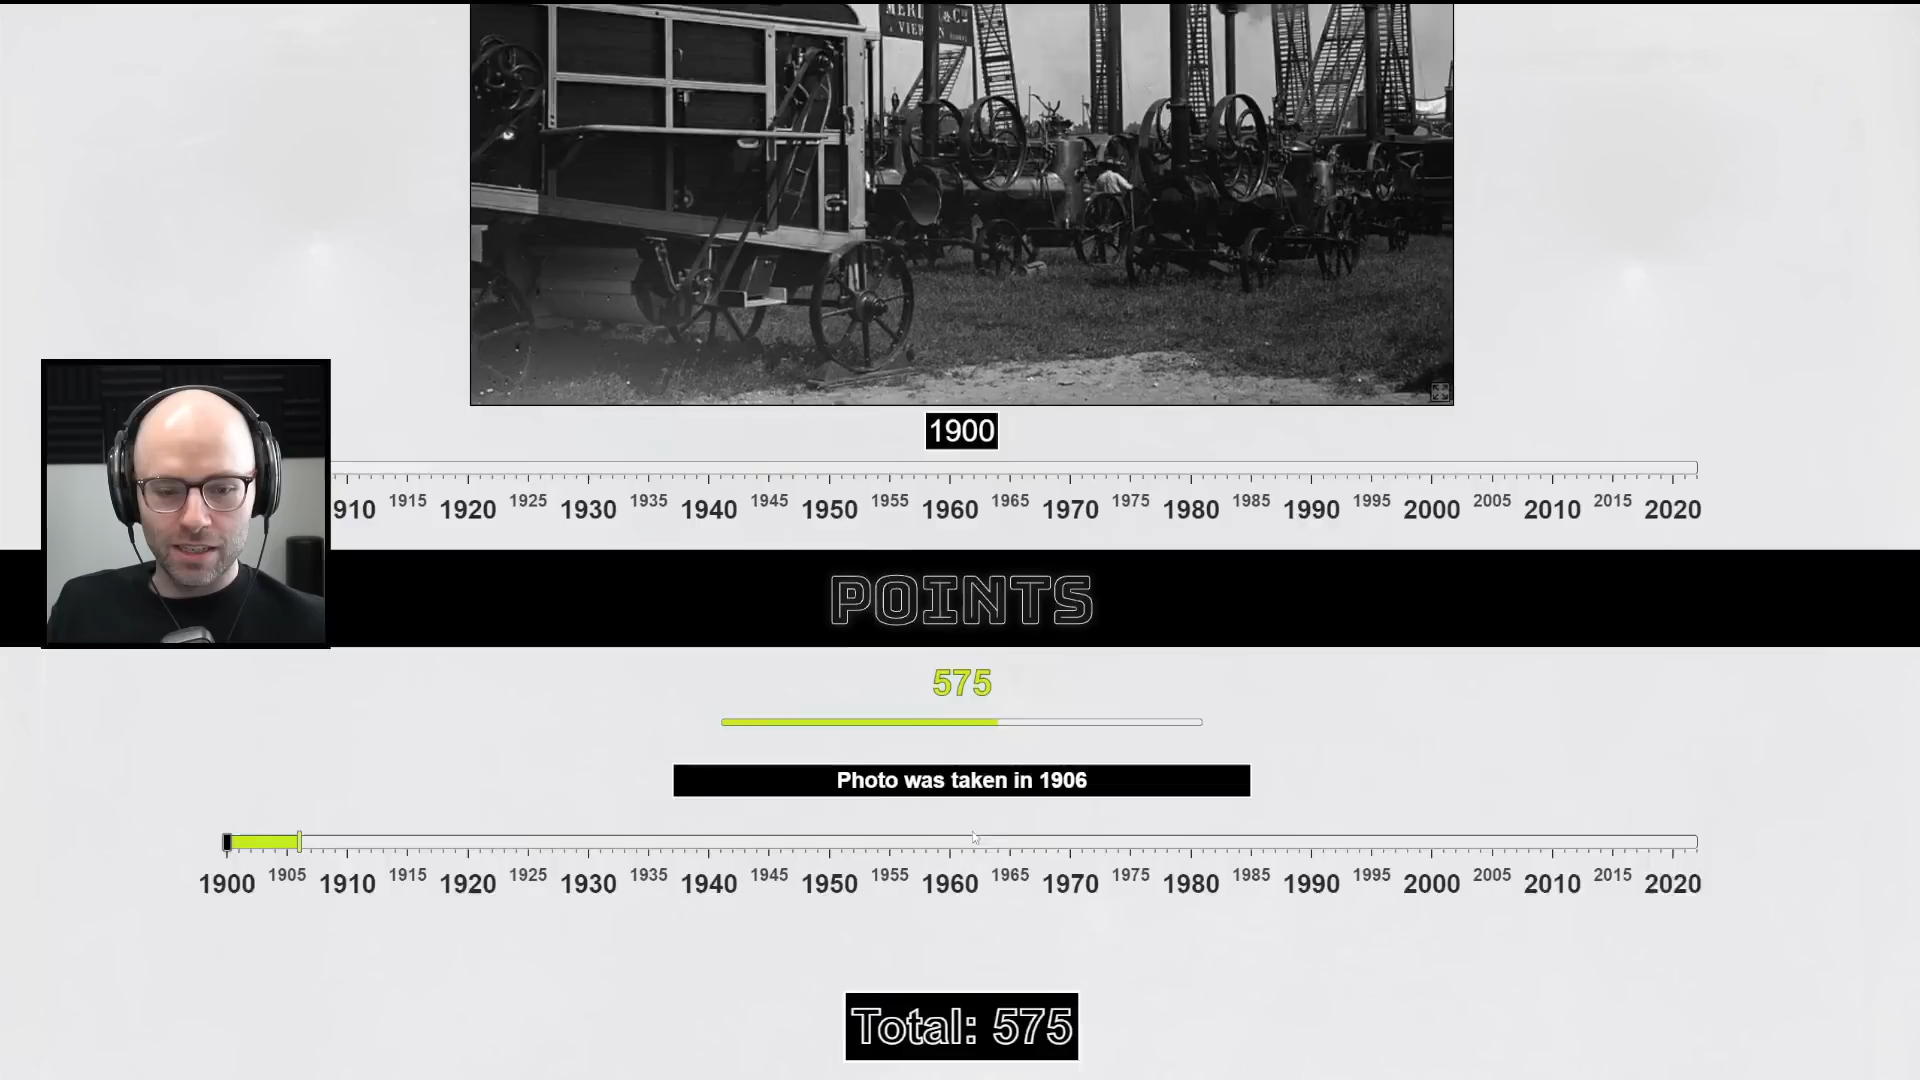 & Cie
VIER
1900
910 1915 1920 1925 1930 1935 1940 1945 1950 1955 1960 1965 1970 1975 1980 1985 1990 1995 2000 2005 2010 2015 2020
POINTS
575
Photo was taken in 1906
1900 1905 1910 1915 1920 1925 1930 1935 1940 1945 1950 1955 1960 1965 1970 1975 1980 1985 1990 1995 2000 2005 2010 2015 2020
Total: 575